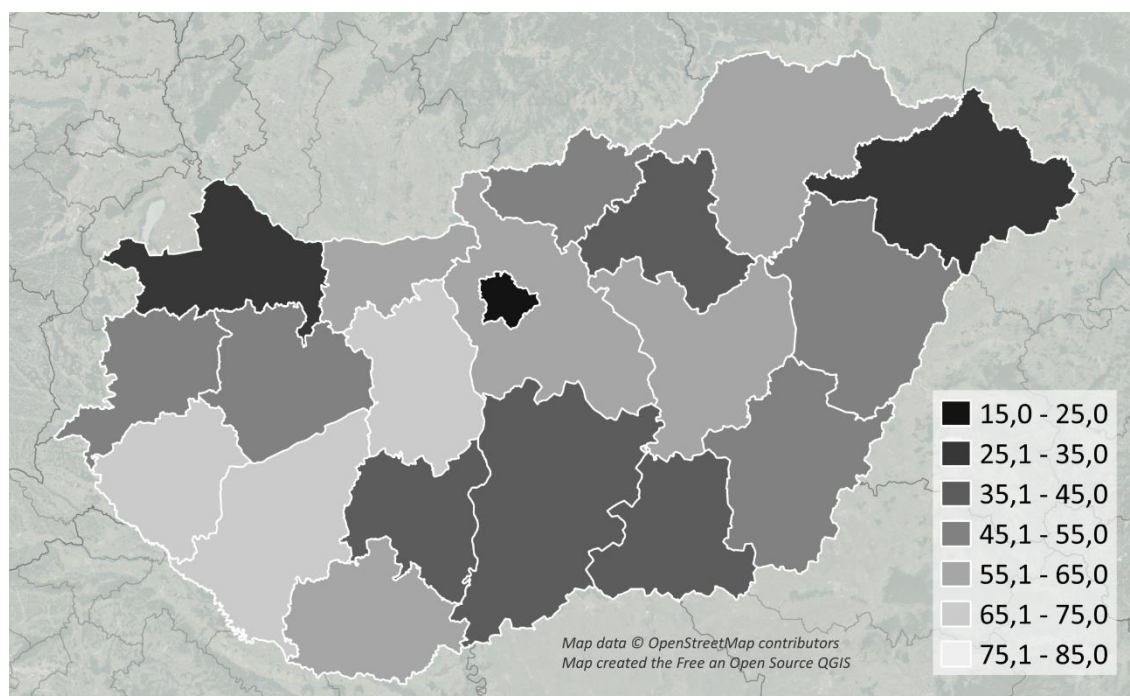 15,0 - 25,0
25,1 - 35,0
35,1 - 45,0
45,1 - 55,0
55,1 - 65,0
65,1 - 75,0
75,1 - 85,0
Map data © OpenStreetMap contributors
Map created the Free an Open Source QGIS